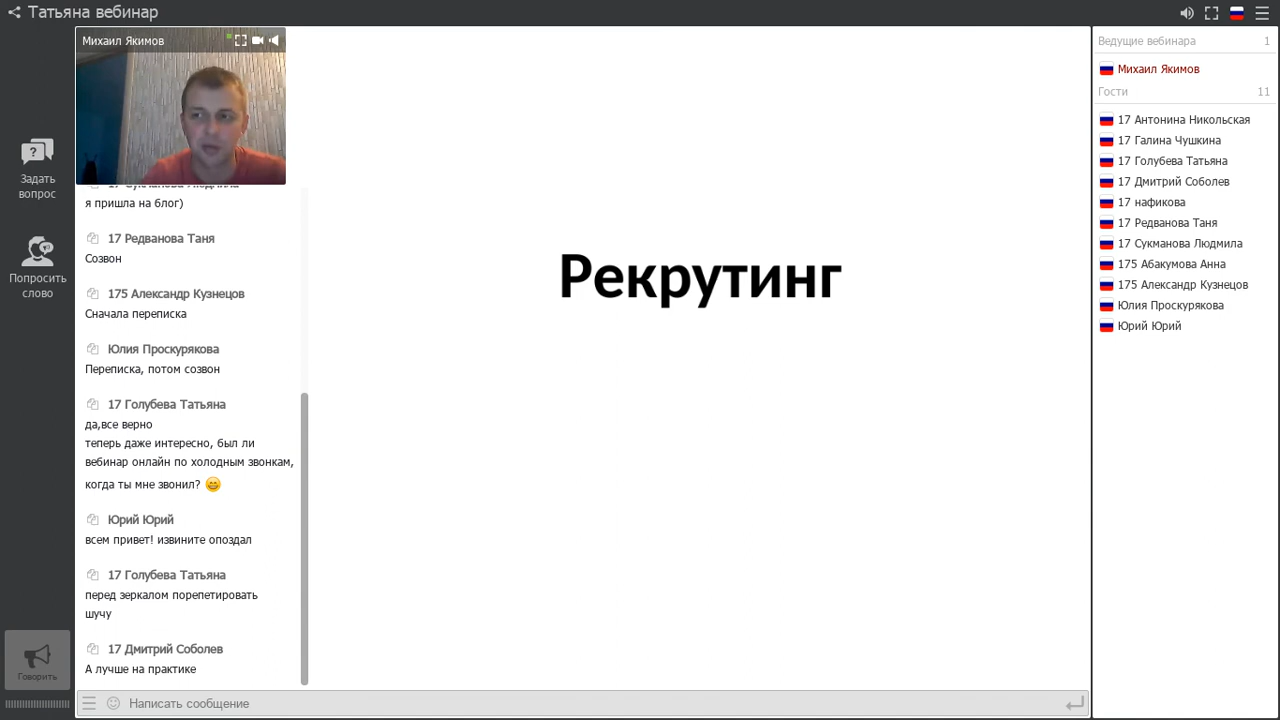 Татьяна вебинар
Михаил Якимов
Задать
вопрос
Попросить
слово
Говорить
17 Сукманова Людмила
я пришла на блог)
17 Редванова Таня
Созвон
175 Александр Кузнецов
Сначала переписка
Юлия Проскурякова
Переписка, потом созвон
17 Голубева Татьяна
да,все верно
теперь даже интересно, был ли
вебинар онлайн по холодным звонкам,
когда ты мне звонил?
Юрий Юрий
всем привет! извините опоздал
17 Голубева Татьяна
перед зеркалом порепетировать
шучу
17 Дмитрий Соболев
А лучше на практике
Написать сообщение
Рекрутинг
Ведущие вебинара 1
Михаил Якимов
Гости 11
17 Антонина Никольская
17 Галина Чушкина
17 Голубева Татьяна
17 Дмитрий Соболев
17 нафикова
17 Редванова Таня
17 Сукманова Людмила
175 Абакумова Анна
175 Александр Кузнецов
Юлия Проскурякова
Юрий Юрий